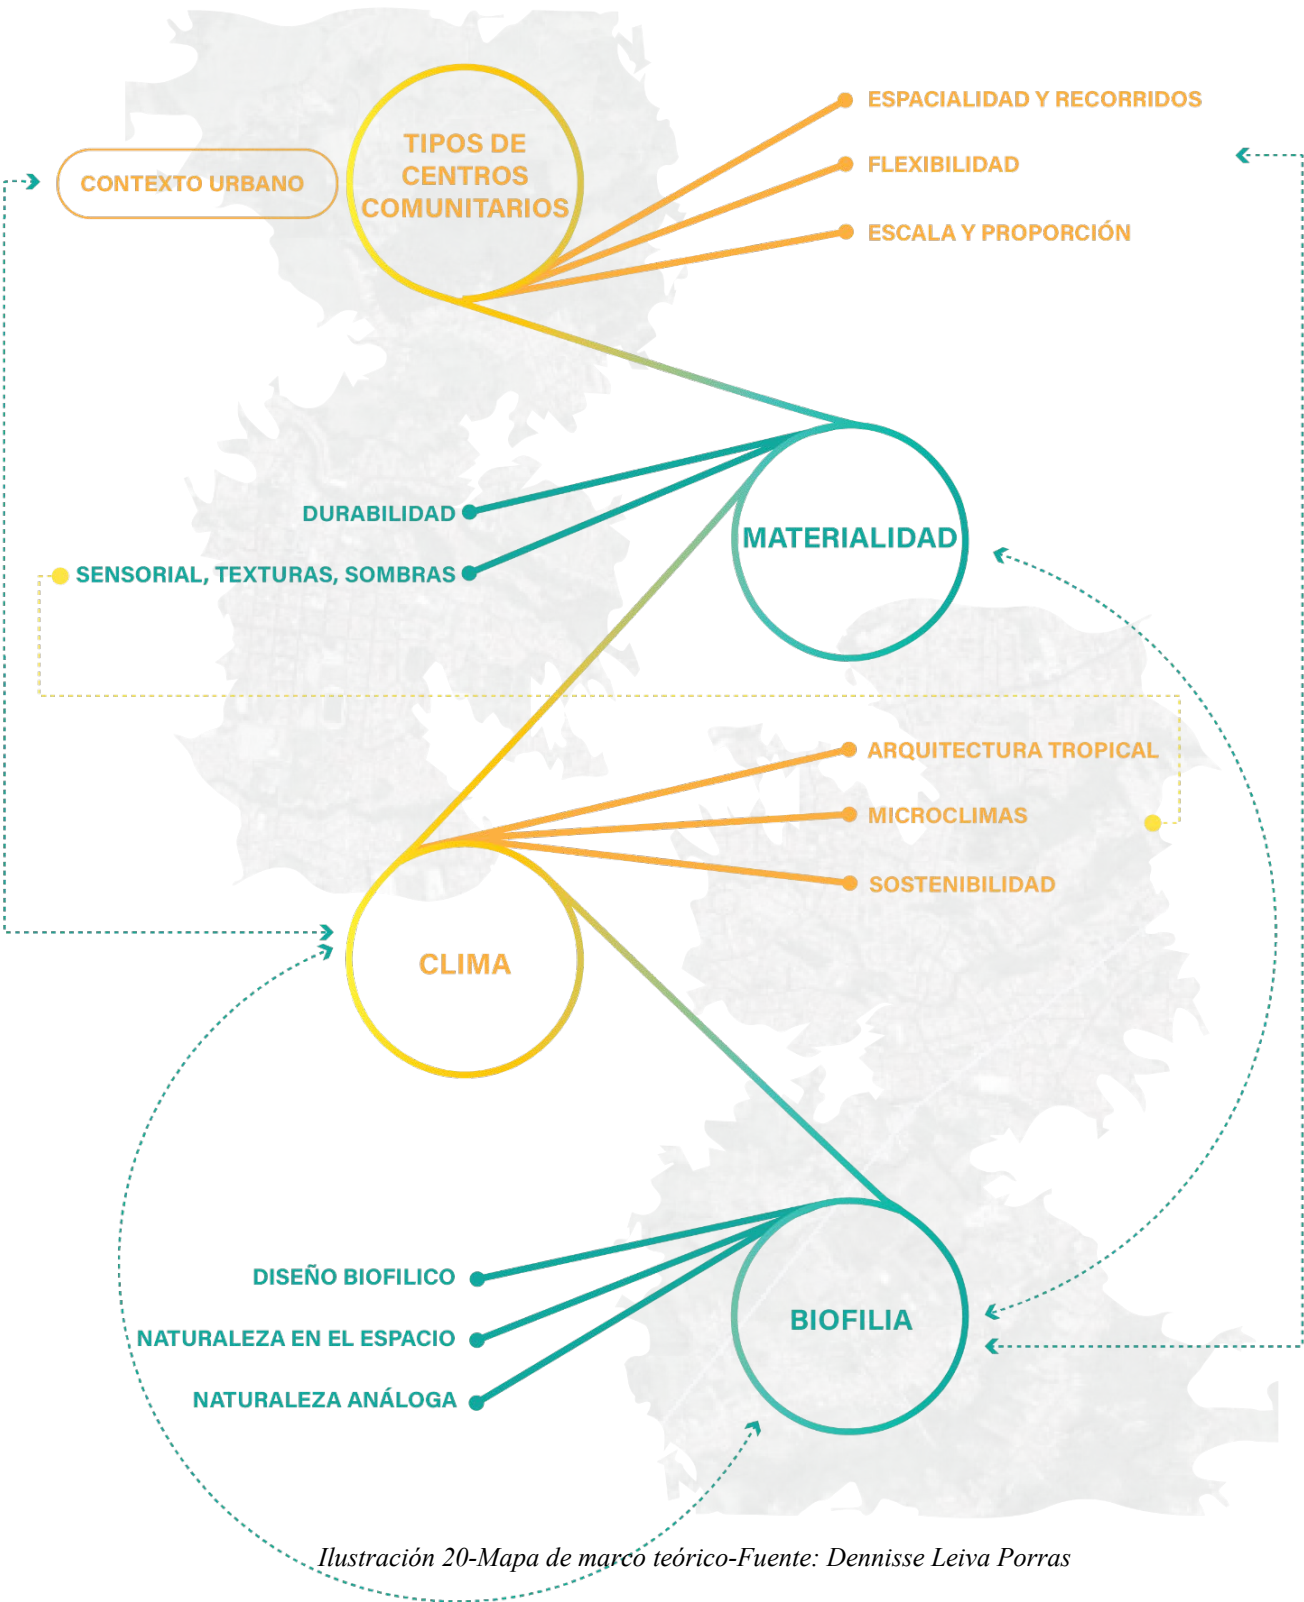 TIPOS DE
CENTROS
COMUNITARIOS
CONTEXTO URBANO
ESPACIALIDAD Y RECORRIDOS
FLEXIBILIDAD
ESCALA Y PROPORCIÓN
DURABILIDAD
SENSORIAL, TEXTURAS, SOMBRAS
MATERIALIDAD
ARQUITECTURA TROPICAL
MICROCLIMAS
SOSTENIBILIDAD
CLIMA
DISEÑO BIOFILICO
NATURALEZA EN EL ESPACIO
NATURALEZA ANÁLOGA
BIOFILIA
Ilustración 20-Mapa de marco teórico-Fuente: Dennisse Leiva Porras